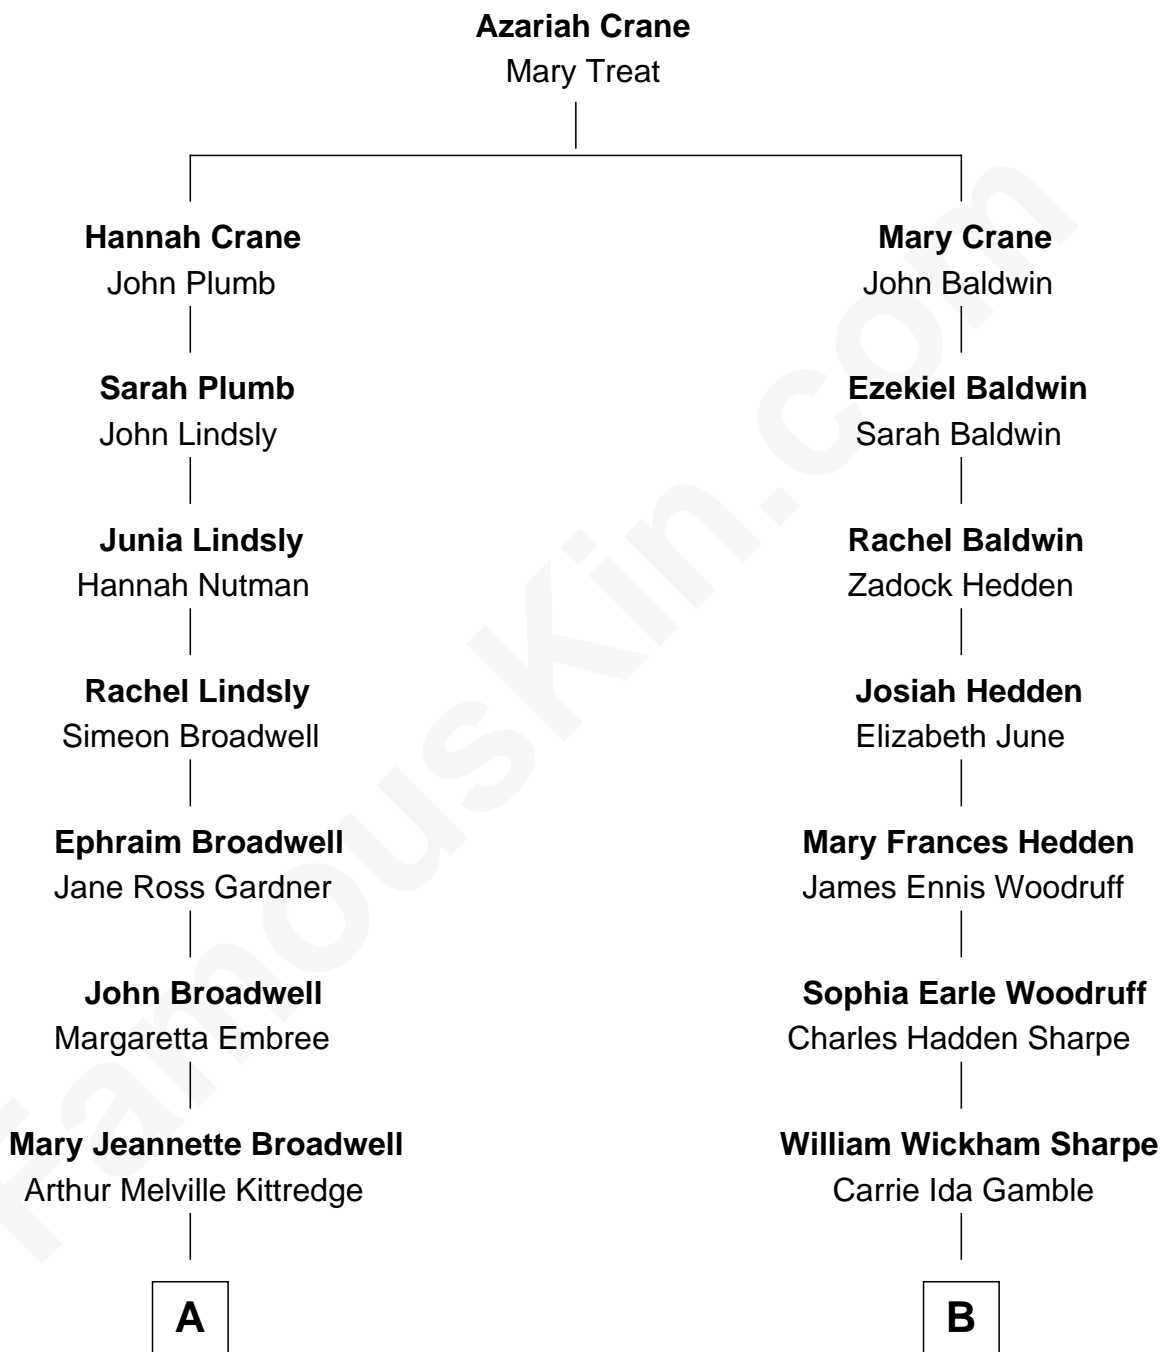 Azariah Crane
Mary Treat
Hannah Crane
John Plumb
Mary Crane
John Baldwin
Sarah Plumb
John Lindsly
Ezekiel Baldwin
Sarah Baldwin
Junia Lindsly
Hannah Nutman
Rachel Baldwin
Zadock Hedden
Rachel Lindsly
Simeon Broadwell
Josiah Hedden
Elizabeth June
Ephraim Broadwell
Jane Ross Gardner
Mary Frances Hedden
James Ennis Woodruff
John Broadwell
Margaretta Embree
Sophia Earle Woodruff
Charles Hadden Sharpe
Mary Jeannette Broadwell
Arthur Melville Kittredge
William Wickham Sharpe
Carrie Ida Gamble
A
B
FamousKin.com